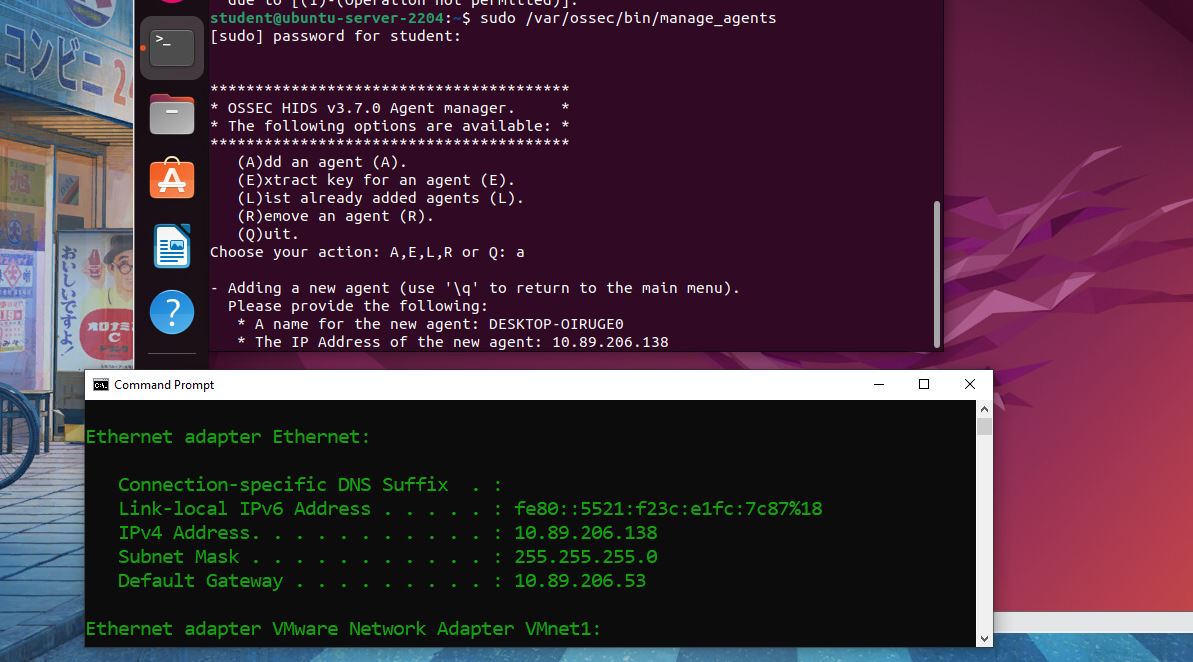 コンビニ 24
おいしいですよ!
オロナミン
C
due to [(1)-(Operation not permitted)].
student@ubuntu-server-2204:~$ sudo /var/ossec/bin/manage_agents
[sudo] password for student:
****************************************
* OSSEC HIDS v3.7.0 Agent manager.     *
* The following options are available: *
****************************************
(A)dd an agent (A).
(E)xtract key for an agent (E).
(L)ist already added agents (L).
(R)emove an agent (R).
(Q)uit.
Choose your action: A,E,L,R or Q: a
- Adding a new agent (use '\q' to return to the main menu).
Please provide the following:
* A name for the new agent: DESKTOP-OIRUGE0
* The IP Address of the new agent: 10.89.206.138
Command Prompt
Ethernet adapter Ethernet:
Connection-specific DNS Suffix  . :
Link-local IPv6 Address . . . . . : fe80::5521:f23c:e1fc:7c87%18
IPv4 Address. . . . . . . . . . . : 10.89.206.138
Subnet Mask . . . . . . . . . . . : 255.255.255.0
Default Gateway . . . . . . . . . : 10.89.206.53
Ethernet adapter VMware Network Adapter VMnet1: